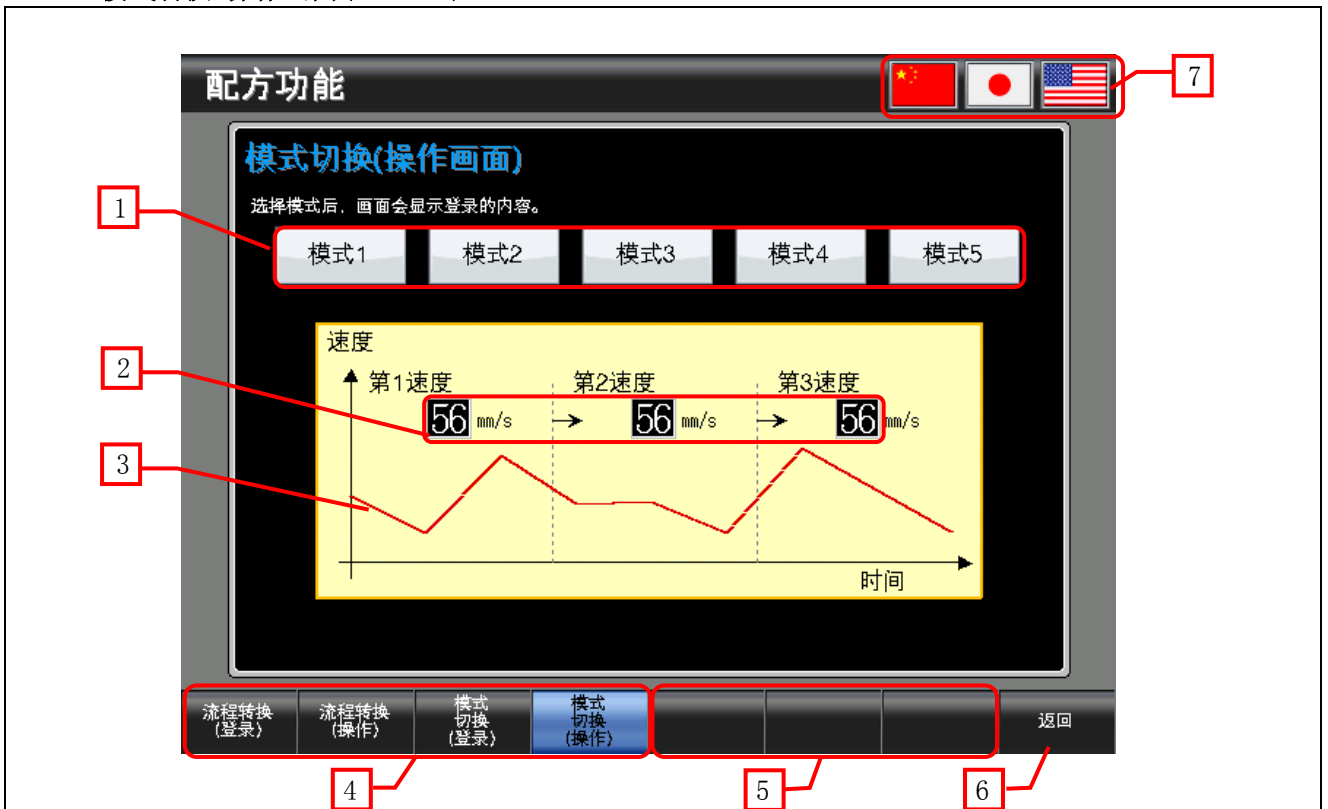 配方功能
7
模式切换(操作画面)
选择模式后, 画面会显示登录的内容。
1
模式1 模式2 模式3 模式4 模式5
速度
2
第1速度 第2速度 第3速度
56 mm/s → 56 mm/s → 56 mm/s
3
时间
流程转换
(登录)
流程转换
(操作)
模式
切换
(登录)
模式
切换
(操作)
返回
4 5 6